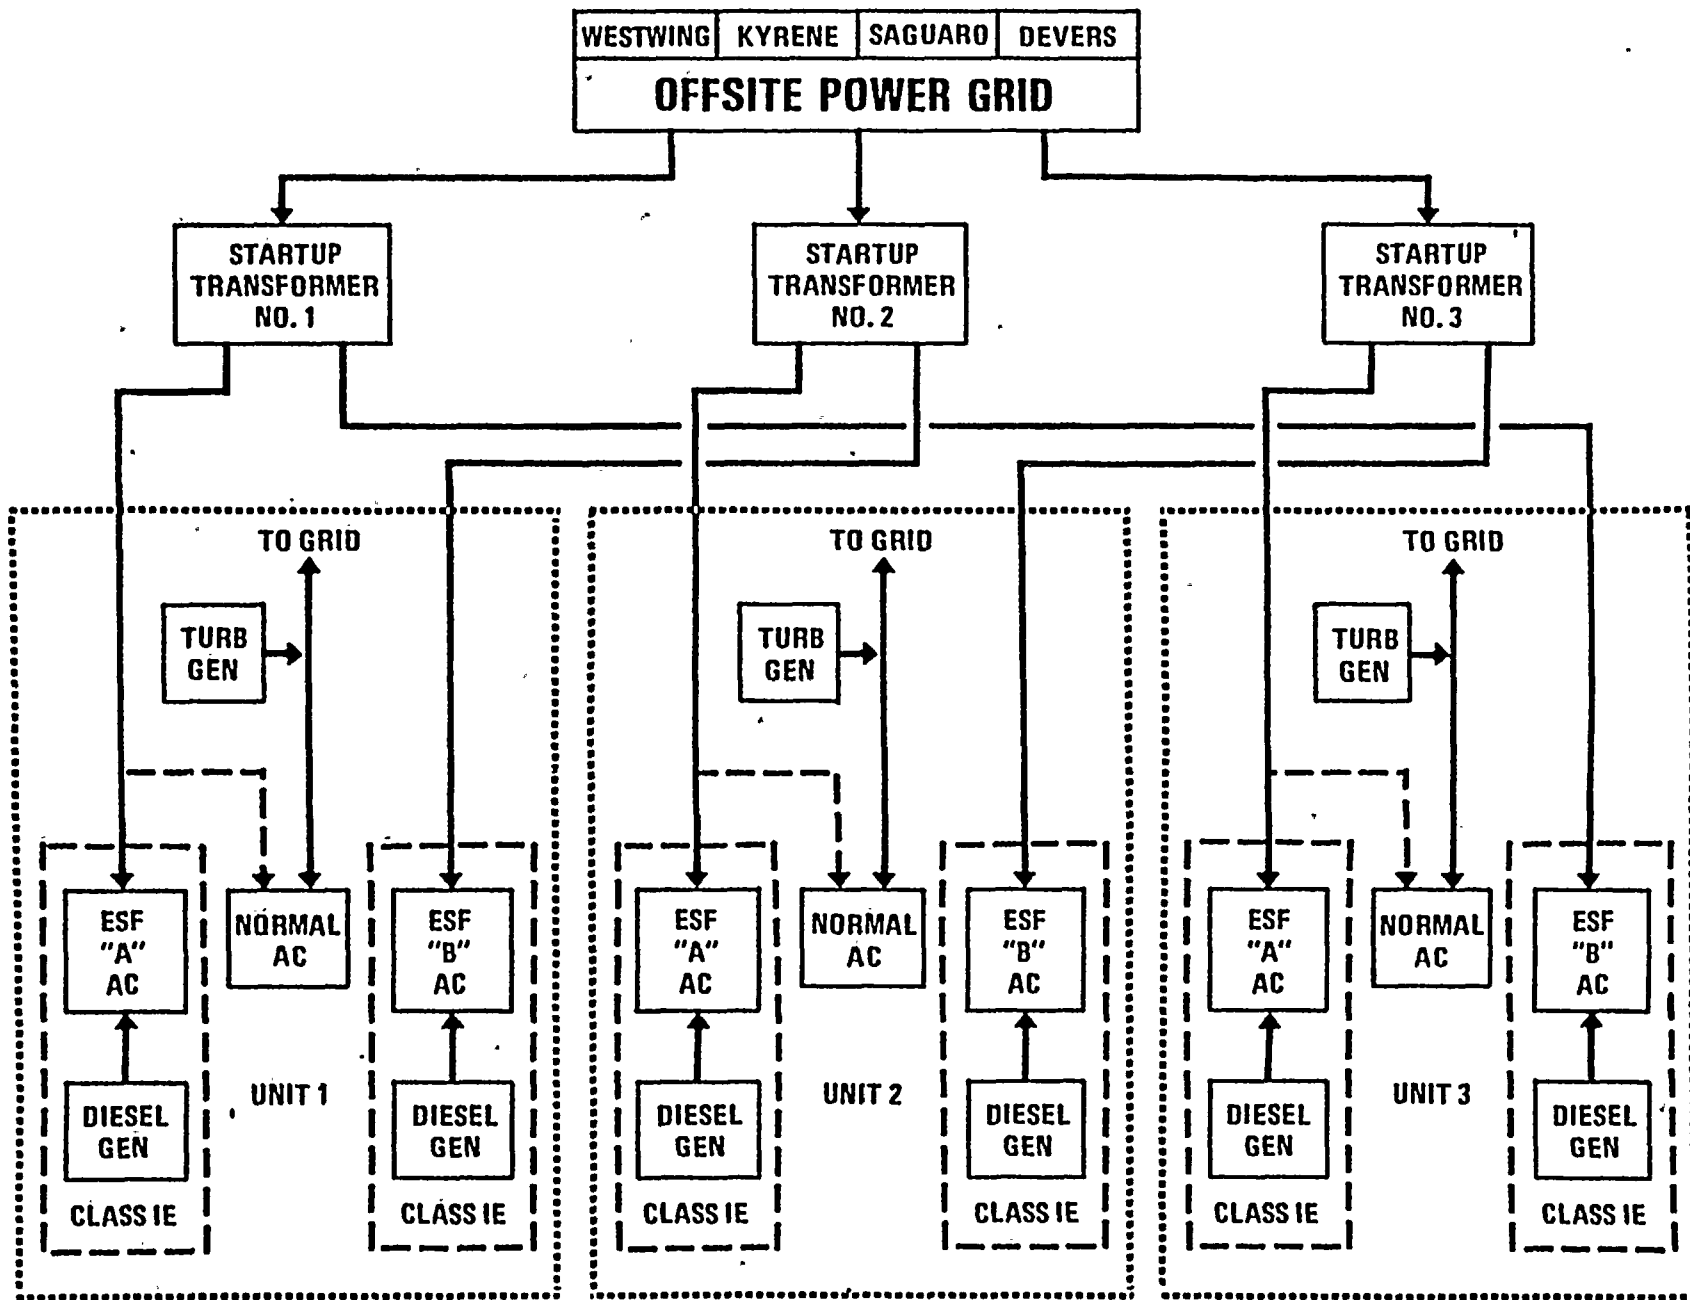 WESTWING KYRENE SAGUARO DEVERS
OFFSITE POWER GRID
STARTUP
TRANSFORMER
NO. 1
STARTUP
TRANSFORMER
NO. 2
STARTUP
TRANSFORMER
NO. 3
TO GRID
TURB
GEN
ESF
"A"
AC
NORMAL
AC
ESF
"B"
AC
DIESEL
GEN
UNIT 1
DIESEL
GEN
CLASS IE
CLASS IE
TO GRID
TURB
GEN
ESF
"A"
AC
NORMAL
AC
ESF
"B"
AC
DIESEL
GEN
UNIT 2
DIESEL
GEN
CLASS IE
CLASS IE
TO GRID
TURB
GEN
ESF
"A"
AC
NORMAL
AC
ESF
"B"
AC
DIESEL
GEN
UNIT 3
DIESEL
GEN
CLASS IE
CLASS IE